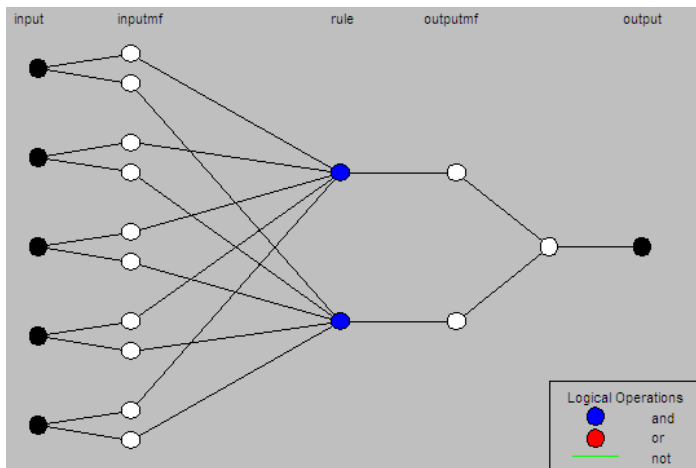 input inputmf rule outputmf output
Logical Operations
and
or
not